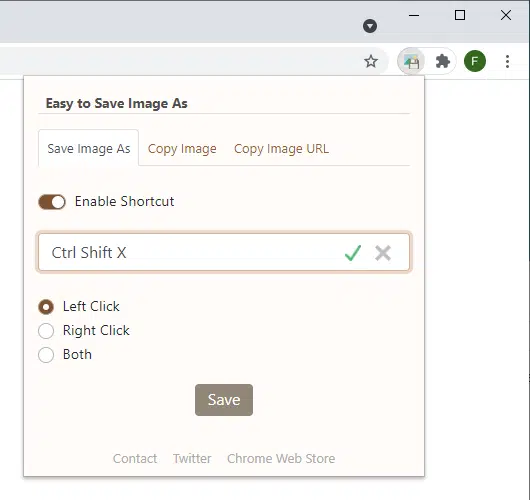 F
Easy to Save Image As
Save Image As Copy Image Copy Image URL
Enable Shortcut
Ctrl Shift X
Left Click
Right Click
Both
Save
Contact Twitter Chrome Web Store